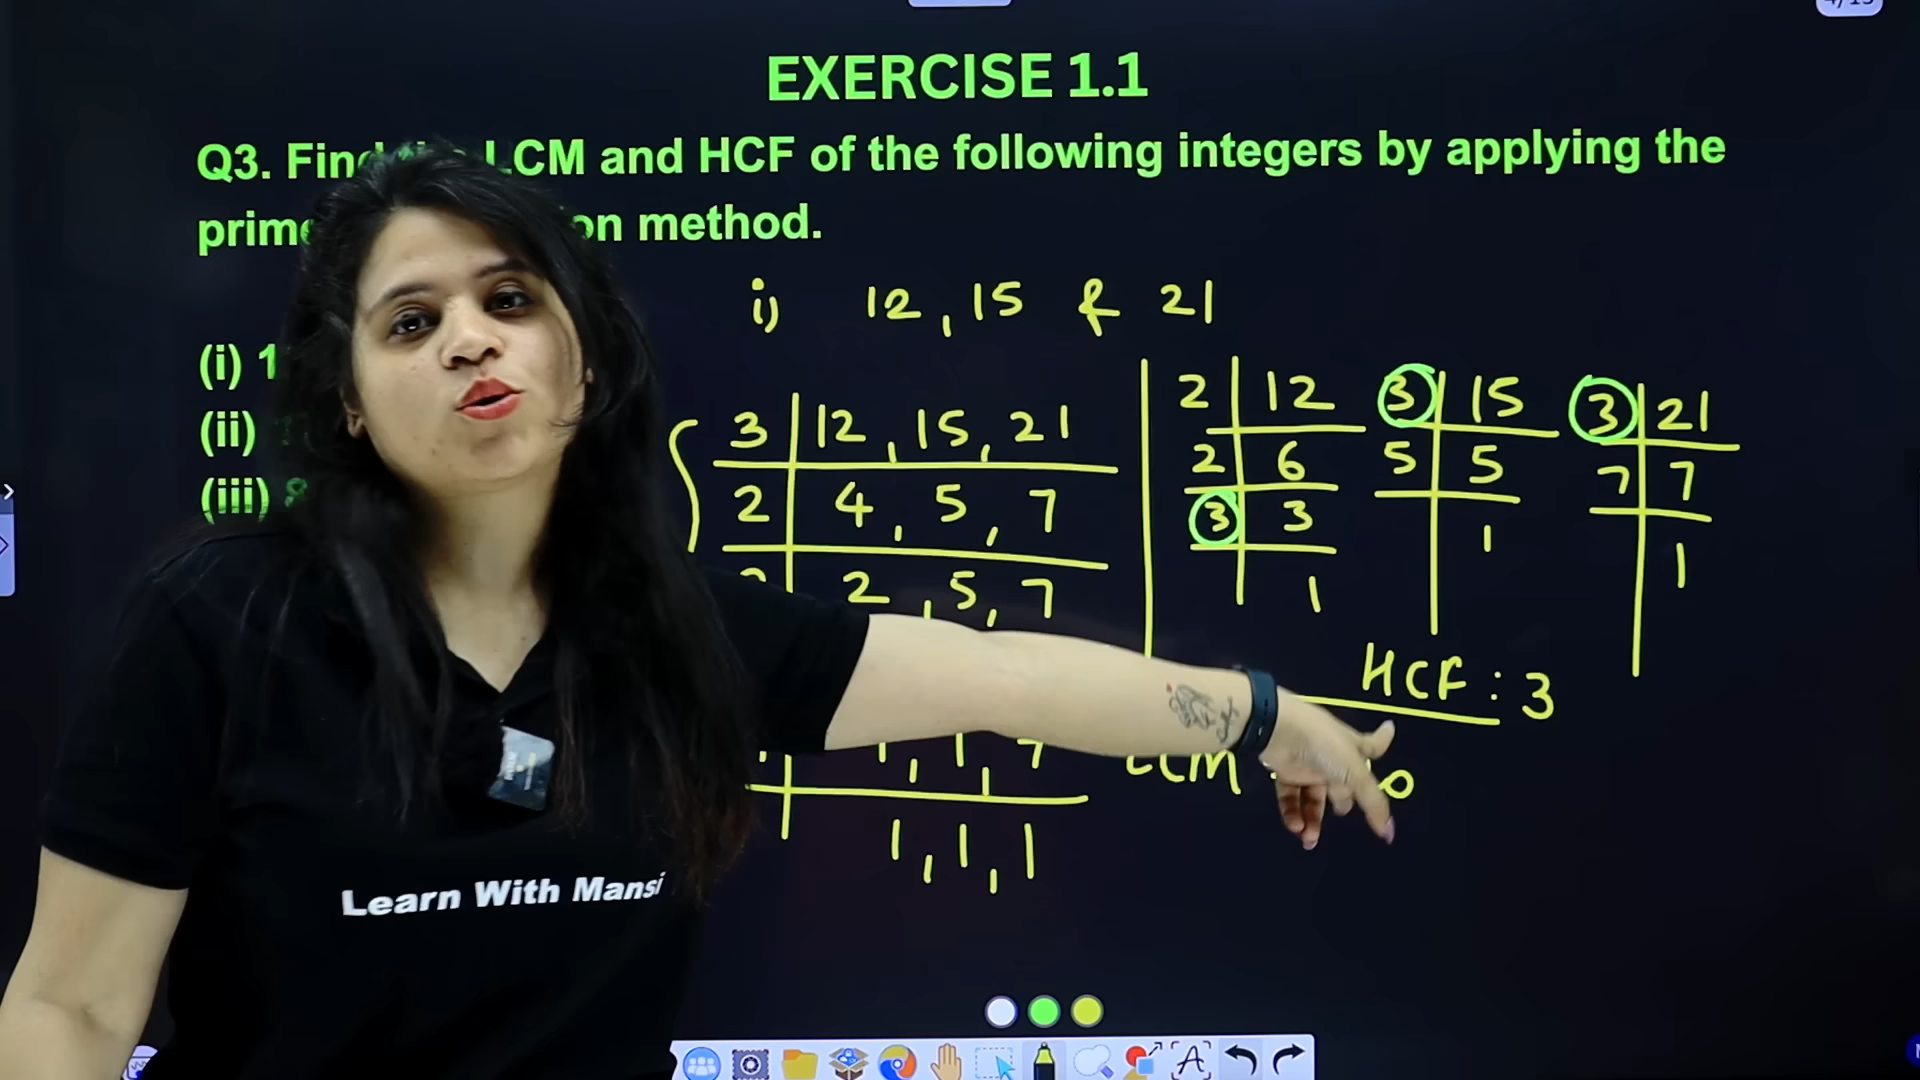 EXERCISE 1.1
Q3. Find LCM and HCF of the following integers by applying the
method.
i) 12, 15 & 21
(i) 1
(ii)
(iii) 8
3 12, 15, 21
2 4, 5, 7
2, 5, 7
1, 1, 7
1, 1, 1
2 12
2 6
3 3
1
3 15
5 5
1
3 21
7 7
1
HCF : 3
LCM :
Learn With Mansi